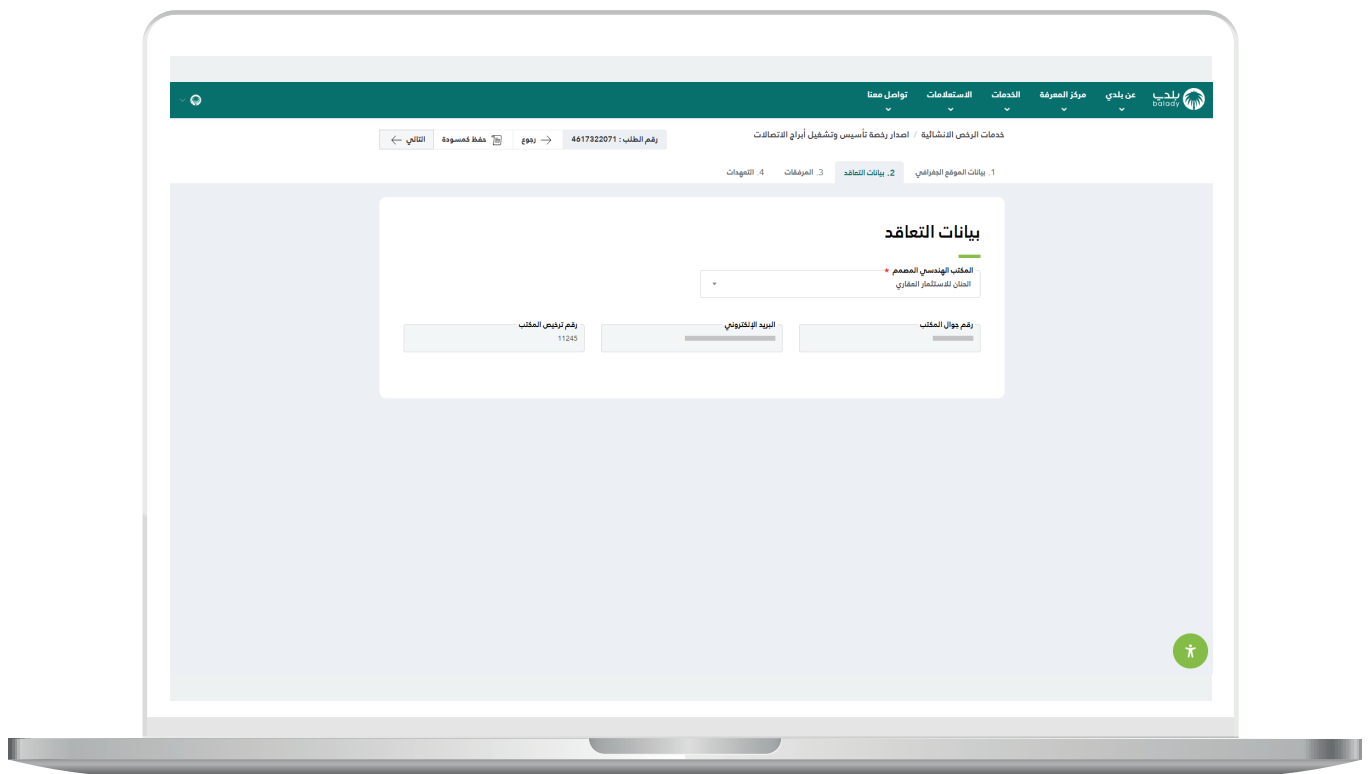 بلدي
balady
عن بلدي
مركز المعرفة
الخدمات
الاستعلامات
تواصل معنا
خدمات الرخص الانشائية / اصدار رخصة تأسيس وتشغيل أبراج الاتصالات
رقم الطلب : 4617322071
رجوع
حفظ كمسودة
التالي
1. بيانات الموقع الجغرافي
2. بيانات التعاقد
3. المرفقات
4. التعهدات
بيانات التعاقد
المكتب الهندسي المصمم *
العنان للاستثمار العقاري
رقم جوال المكتب
البريد الإلكتروني
رقم ترخيص المكتب
11245